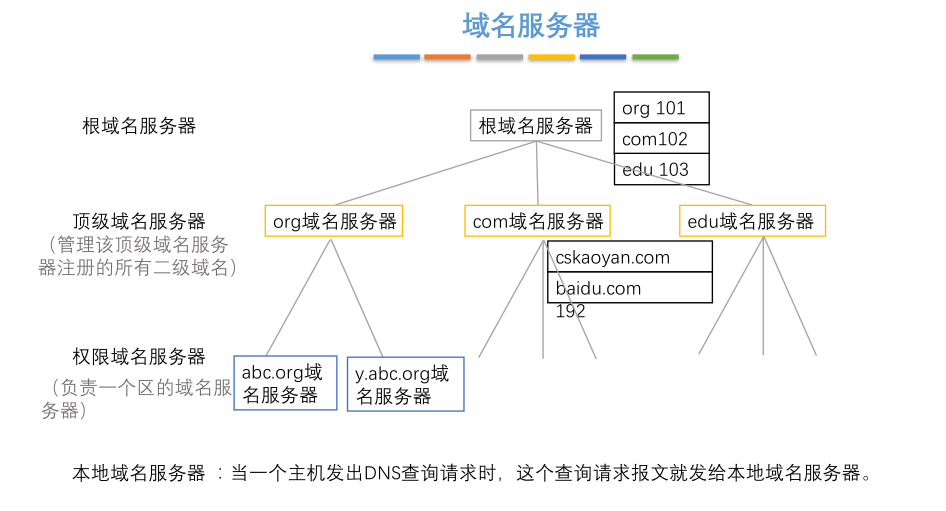 域名服务器
根域名服务器
根域名服务器
org 101
com102
edu 103
顶级域名服务器
（管理该顶级域名服务
器注册的所有二级域名）
org域名服务器
com域名服务器
edu域名服务器
cskaoyan.com
baidu.com
192
权限域名服务器
（负责一个区的域名服
务器）
abc.org域
名服务器
y.abc.org域
名服务器
本地域名服务器 ：当一个主机发出DNS查询请求时，这个查询请求报文就发给本地域名服务器。